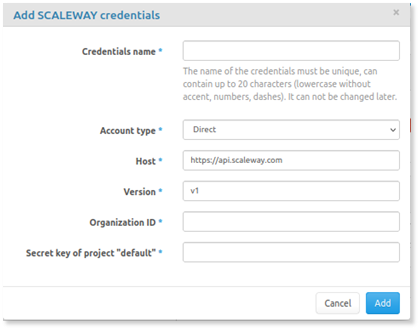 Add SCALEWAY credentials ×
Credentials name *
The name of the credentials must be unique, can
contain up to 20 characters (lowercase without
accent, numbers, dashes). It can not be changed later.
Account type * Direct
Host * https://api.scaleway.com
Version * v1
Organization ID *
Secret key of project "default" *
Cancel Add